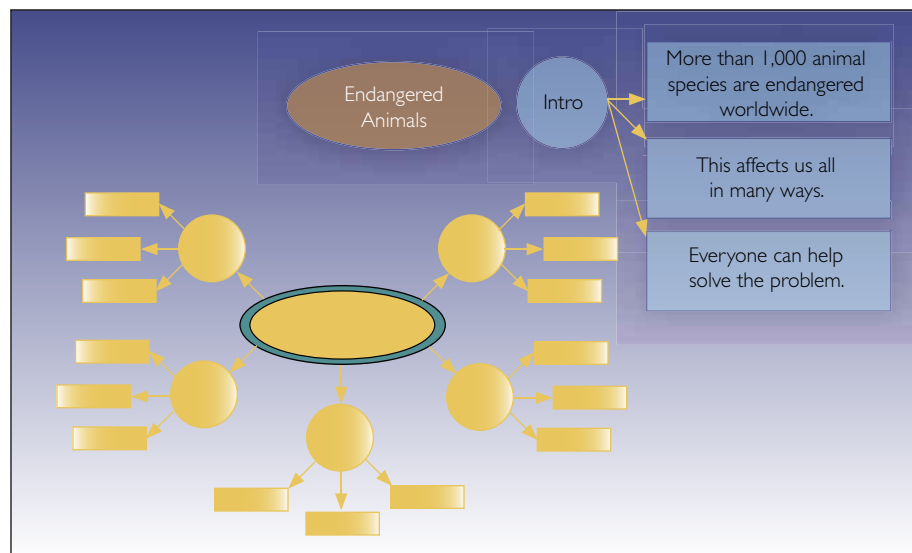 Endangered
Animals
Intro
More than 1,000 animal
species are endangered
worldwide.
This affects us all
in many ways.
Everyone can help
solve the problem.